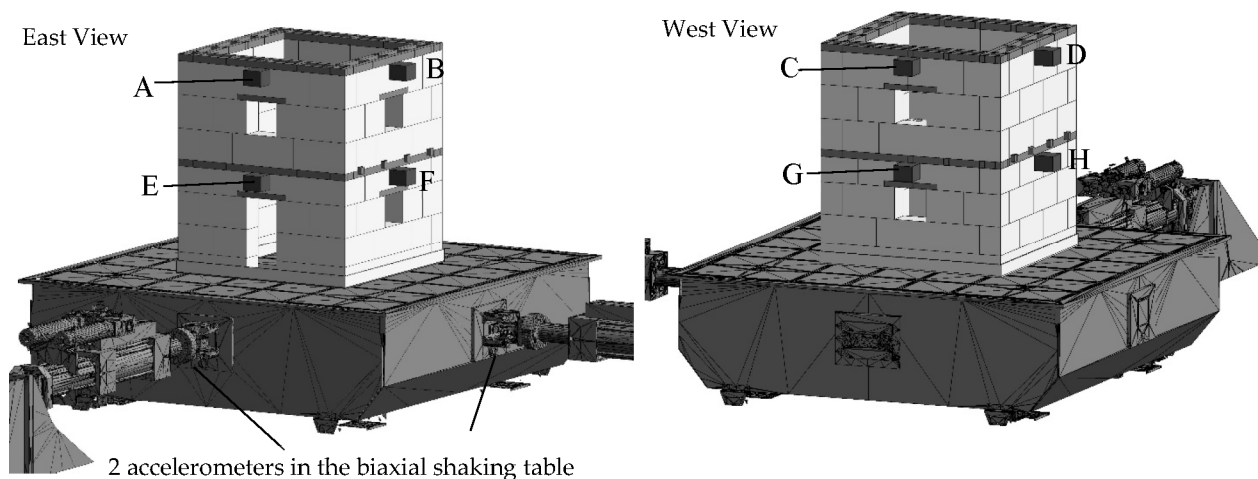 East View
West View
A
B
C
D
E
F
G
H
2 accelerometers in the biaxial shaking table